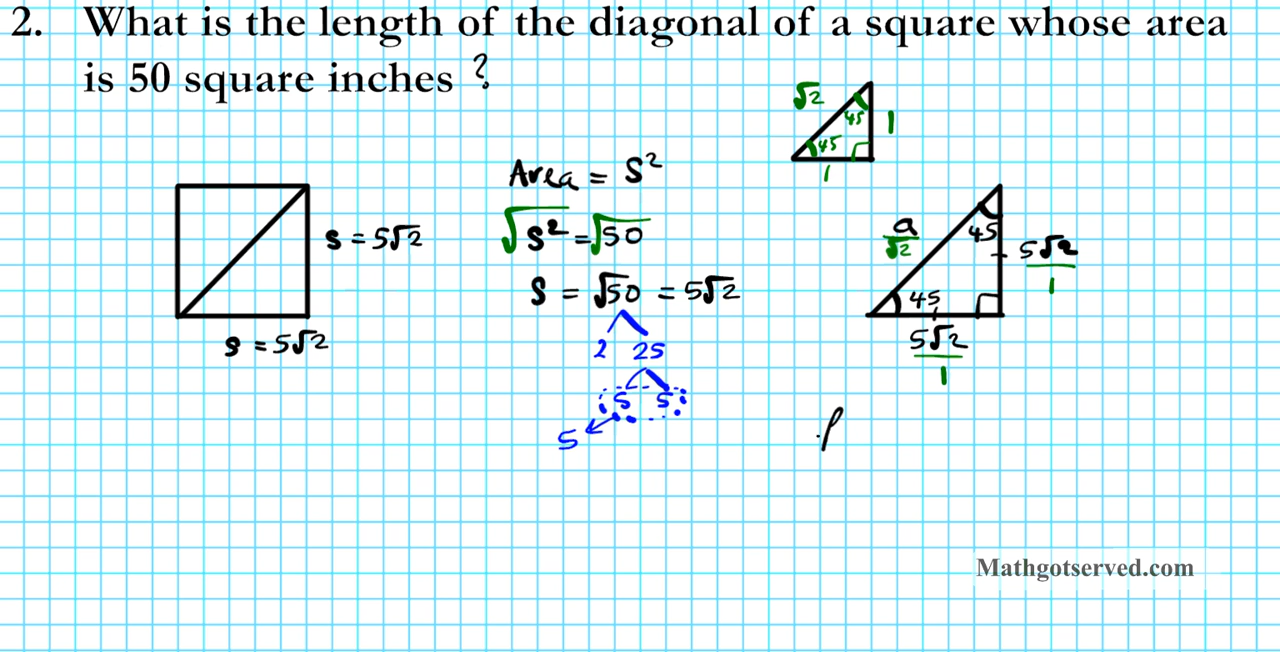 2. What is the length of the diagonal of a square whose area
is 50 square inches ?
√2
45
45
1
1
Area = S²
√S² = √50
S = √50 = 5√2
2 25
5 5
5
S = 5√2
S = 5√2
a
√2
45
45
5√2
1
5√2
1
Mathgotserved.com